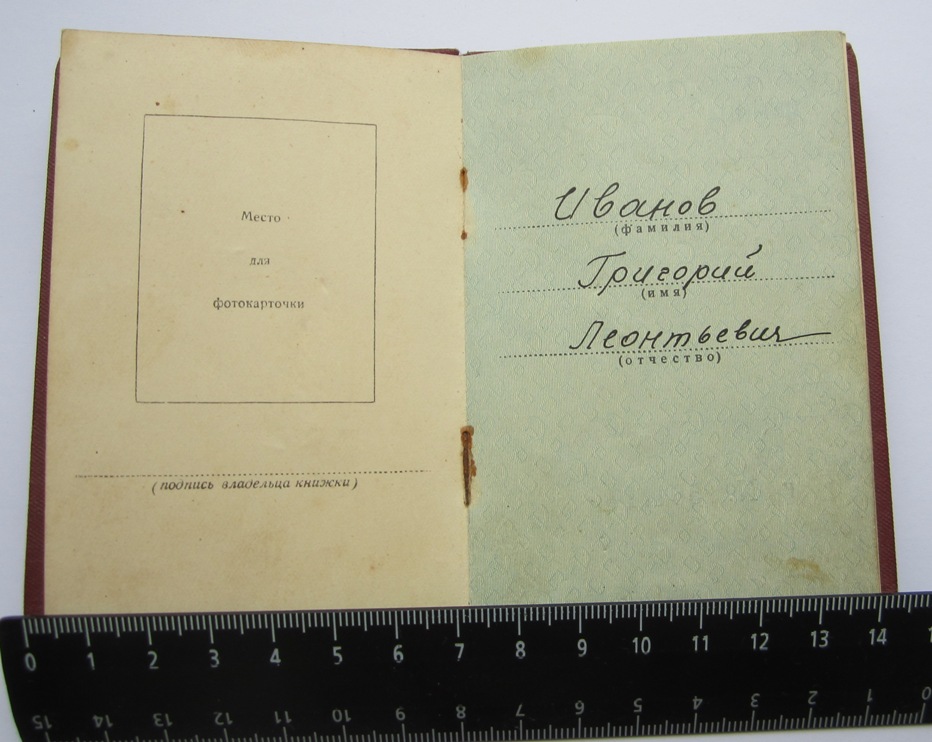 Место
для
фотокарточки
(подпись владельца книжки)
Иванов
(фамилия)
Григорий
(имя)
Леонтьевич
(отчество)
0 1 2 3 4 5 6 7 8 9 10 11 12 13 14
15 14 13 12 11 10 9 8 7 6 5 4 3 2 1 0